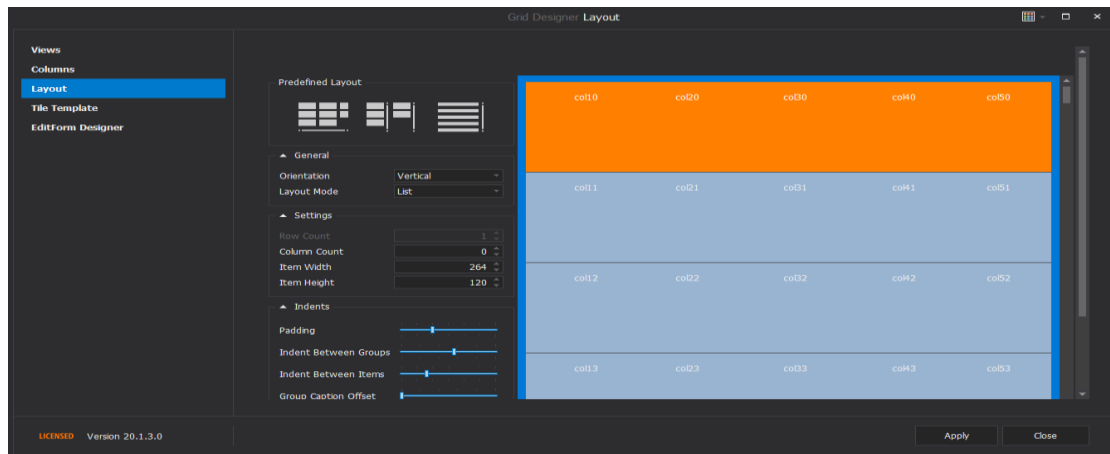 Grid Designer Layout
Views
Columns
Layout
Tile Template
EditForm Designer
Predefined Layout
General
Orientation Vertical
Layout Mode List
Settings
Row Count 1
Column Count 0
Item Width 264
Item Height 120
Indents
Padding
Indent Between Groups
Indent Between Items
Group Caption Offset
col10 col20 col30 col40 col50
col11 col21 col31 col41 col51
col12 col22 col32 col42 col52
col13 col23 col33 col43 col53
LICENSED Version 20.1.3.0
Apply Close